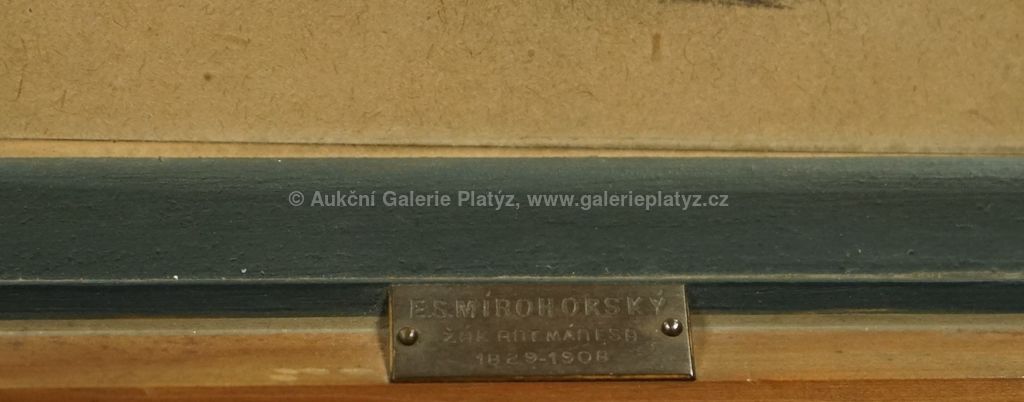 © Aukční Galerie Platýz, www.galerieplatyz.cz
E.S.MÍROHORSKÝ
ŽÁK ANT.MÁNESA
1829-1908